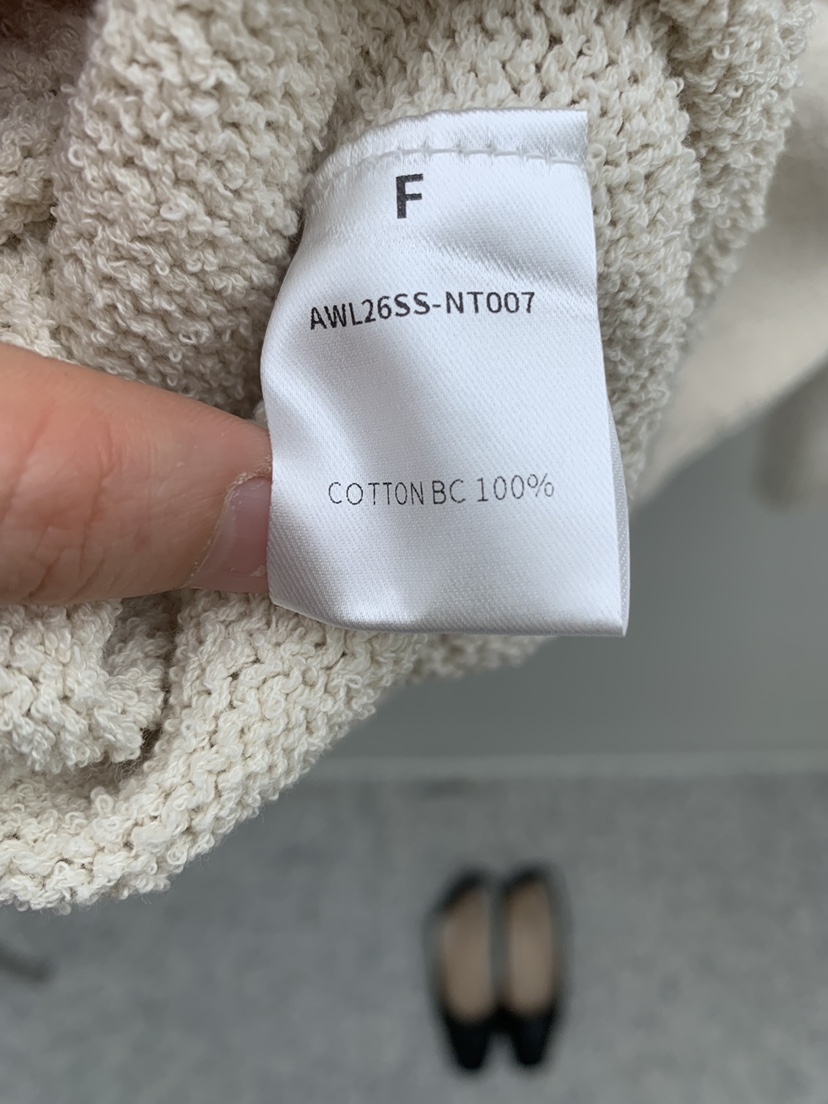 F
AWL26SS-NT007
COTTON BC 100%